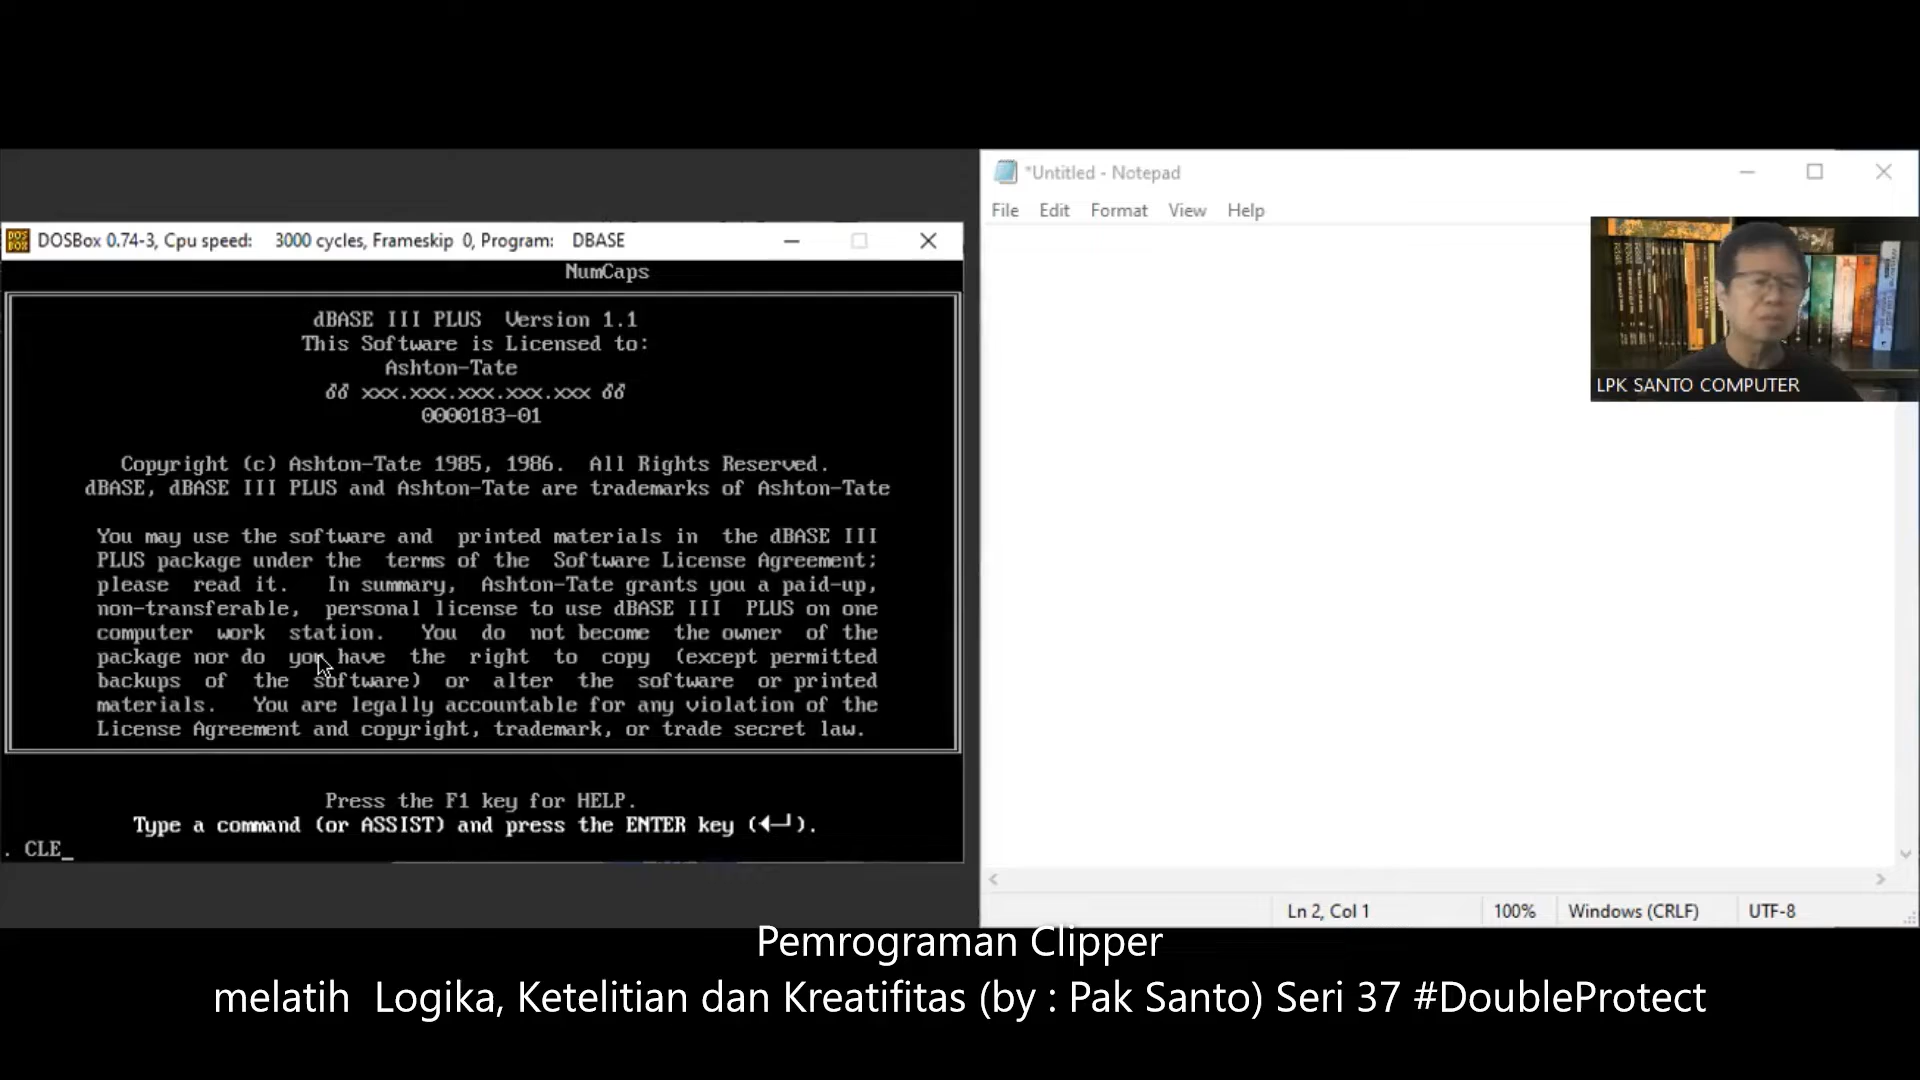 DOSBox 0.74-3, Cpu speed: 3000 cycles, Frameskip 0, Program: DBASE
NumCaps
dBASE III PLUS Version 1.1
This Software is Licensed to:
Ashton-Tate
xxx.xxx.xxx.xxx.xxx
0000183-01
Copyright (c) Ashton-Tate 1985, 1986. All Rights Reserved.
dBASE, dBASE III PLUS and Ashton-Tate are trademarks of Ashton-Tate
You may use the software and printed materials in the dBASE III
PLUS package under the terms of the Software License Agreement;
please read it. In summary, Ashton-Tate grants you a paid-up,
non-transferable, personal license to use dBASE III PLUS on one
computer work station. You do not become the owner of the
package nor do you have the right to copy (except permitted
backups of the software) or alter the software or printed
materials. You are legally accountable for any violation of the
License Agreement and copyright, trademark, or trade secret law.
Press the F1 key for HELP.
Type a command (or ASSIST) and press the ENTER key (◄─┘).
. CLE_
*Untitled - Notepad
File Edit Format View Help
LPK SANTO COMPUTER
Ln 2, Col 1 100% Windows (CRLF) UTF-8
Pemrograman Clipper
melatih Logika, Ketelitian dan Kreatifitas (by : Pak Santo) Seri 37 #DoubleProtect